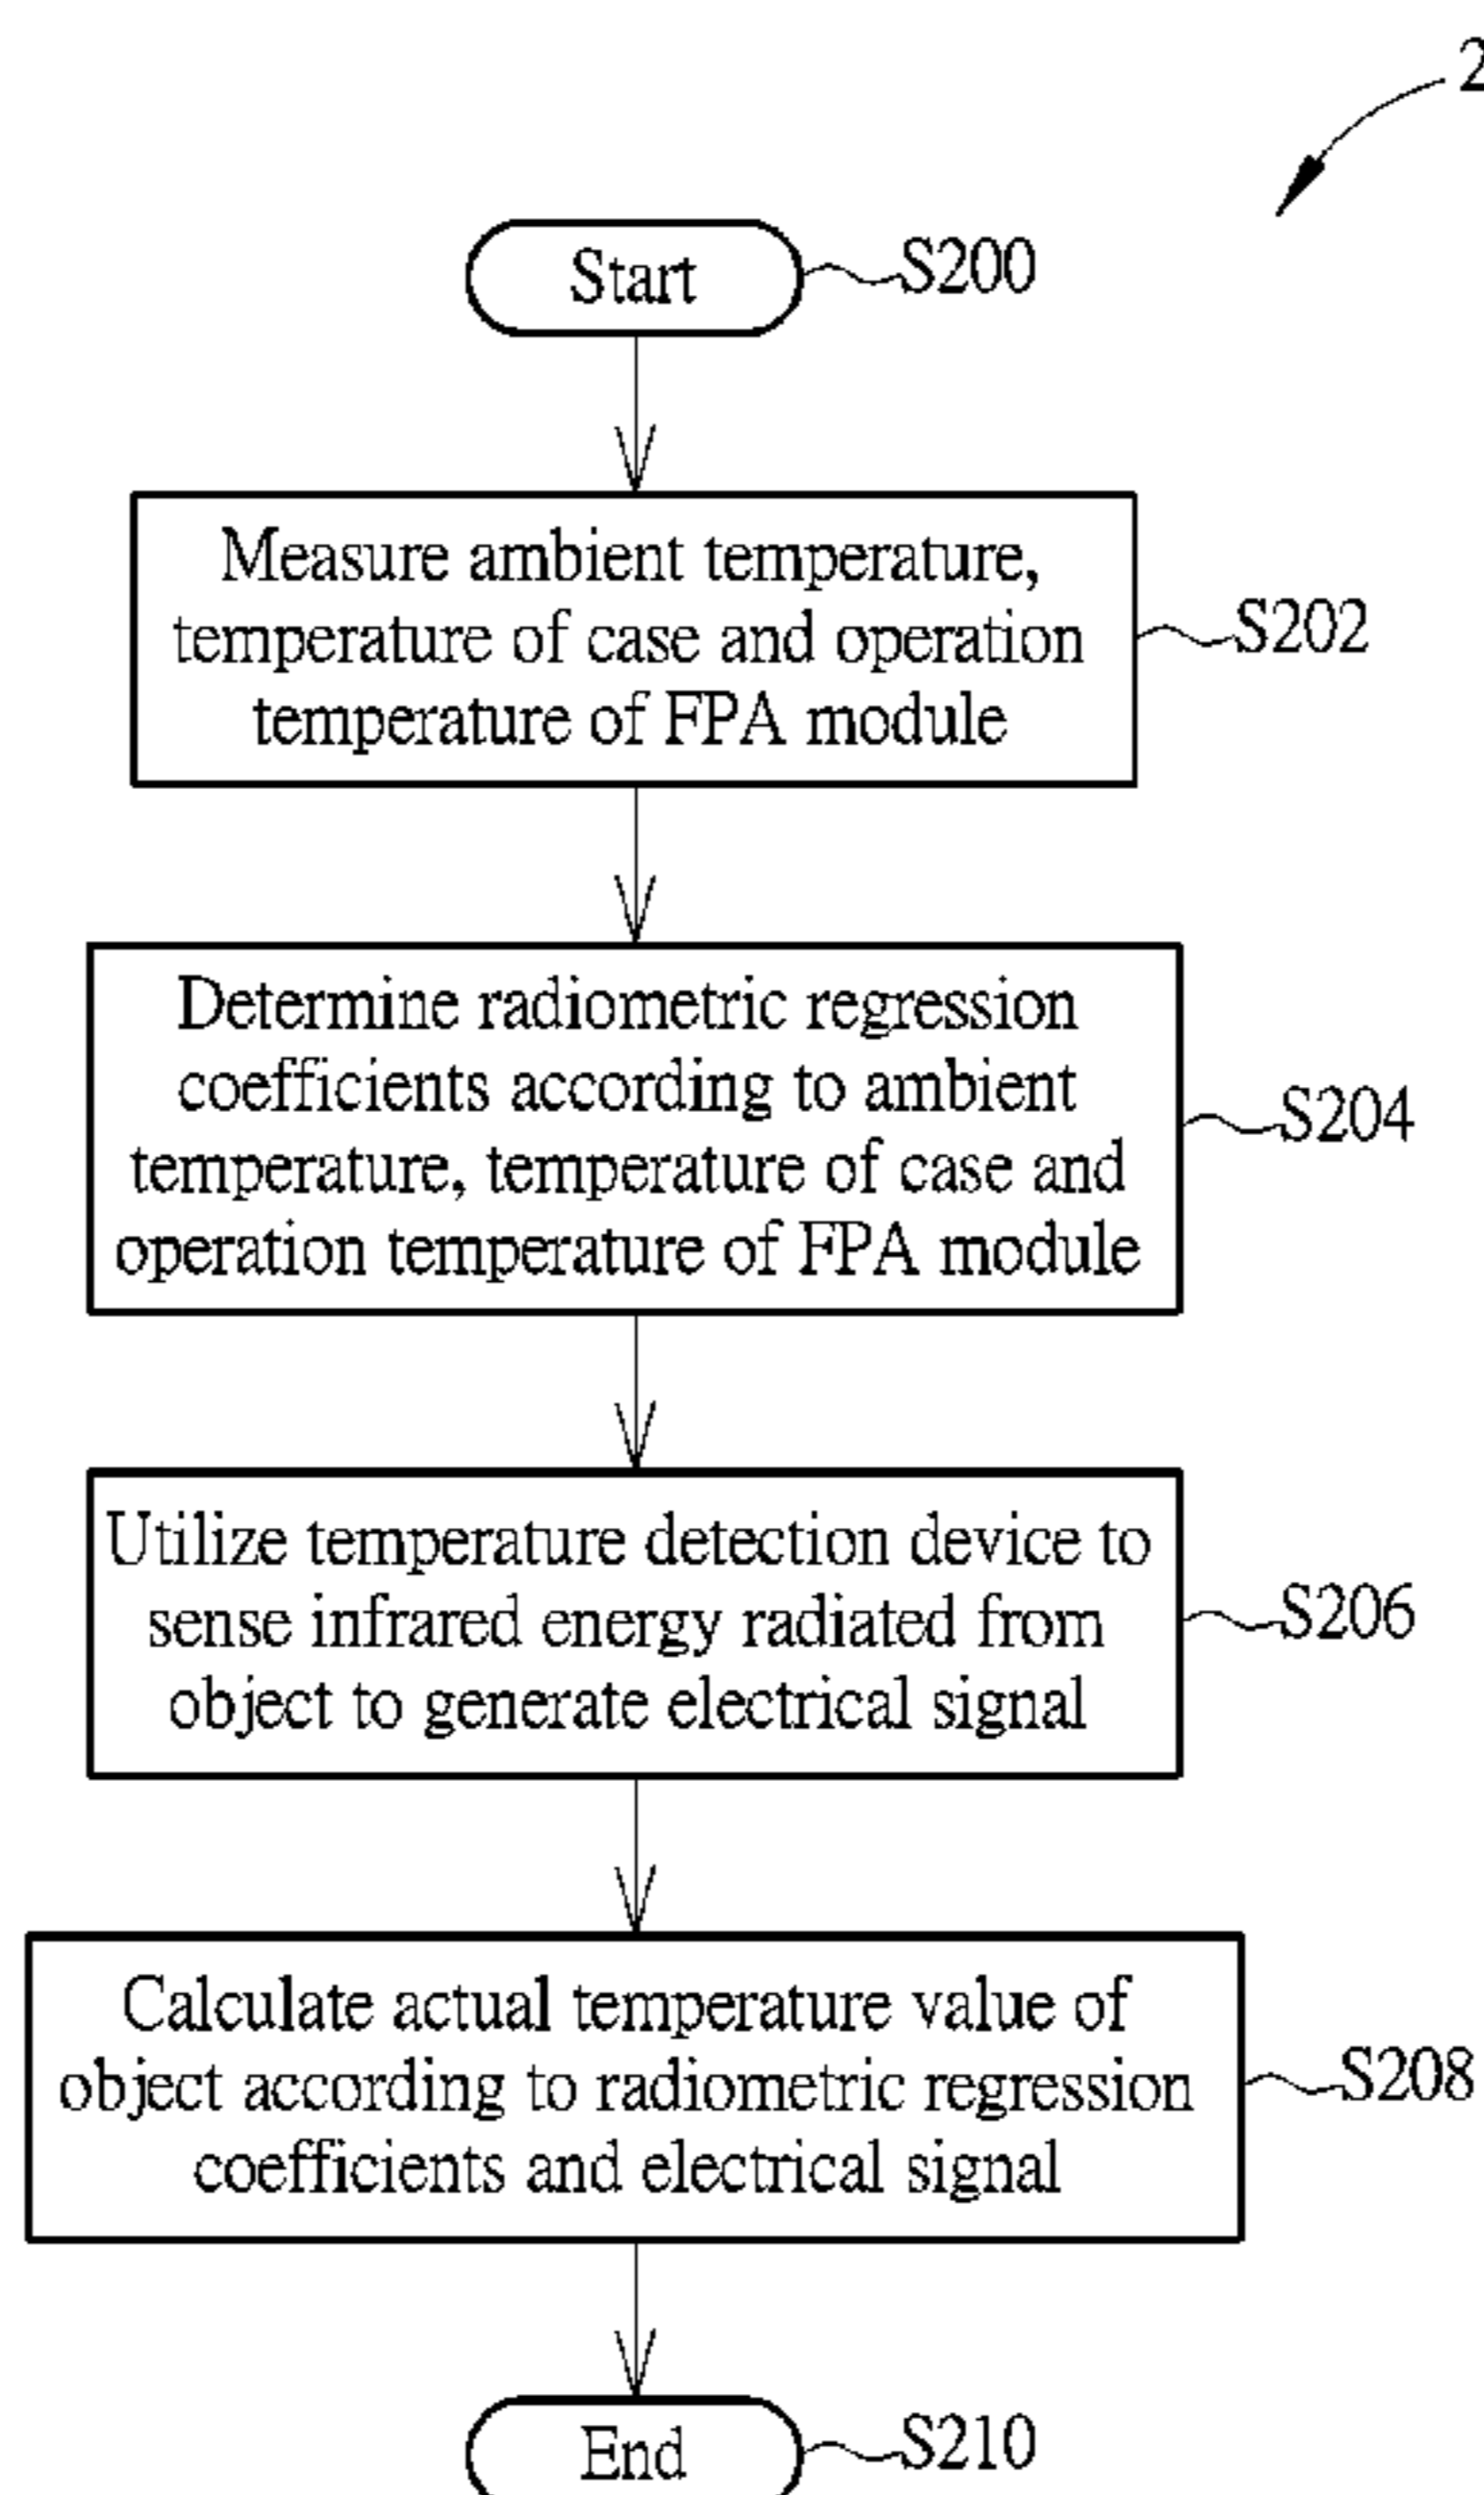 2
Start
S200
Measure ambient temperature,
temperature of case and operation
temperature of FPA module
S202
Determine radiometric regression
coefficients according to ambient
temperature, temperature of case and
operation temperature of FPA module
S204
Utilize temperature detection device to
sense infrared energy radiated from
object to generate electrical signal
S206
Calculate actual temperature value of
object according to radiometric regression
coefficients and electrical signal
S208
End
S210